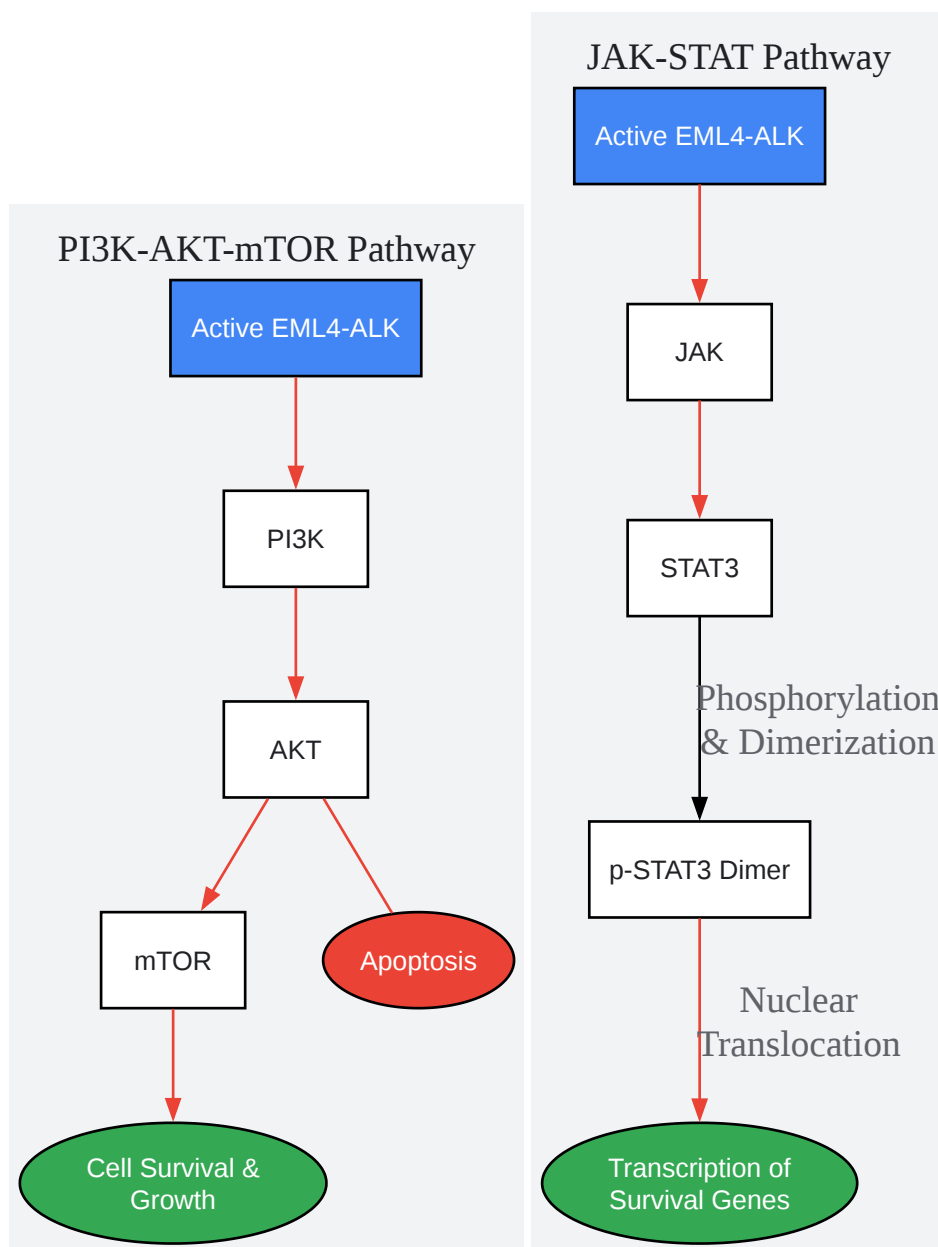 PI3K-AKT-mTOR Pathway
Active EML4-ALK
PI3K
AKT
mTOR
Apoptosis
Cell Survival &
Growth
JAK-STAT Pathway
Active EML4-ALK
JAK
STAT3
Phosphorylation
& Dimerization
p-STAT3 Dimer
Nuclear
Translocation
Transcription of
Survival Genes